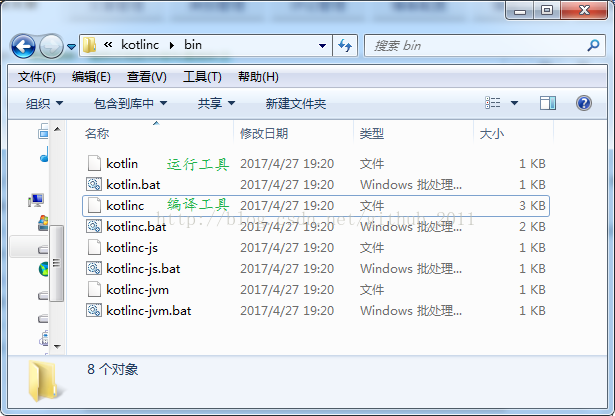 « kotlinc ▸ bin
搜索 bin
文件(F) 编辑(E) 查看(V) 工具(T) 帮助(H)
组织 包含到库中 共享 新建文件夹
名称 修改日期 类型 大小
kotlin 运行工具 2017/4/27 19:20 文件 1 KB
kotlin.bat 2017/4/27 19:20 Windows 批处理... 1 KB
kotlinc 编译工具 2017/4/27 19:20 文件 3 KB
kotlinc.bat 2017/4/27 19:20 Windows 批处理... 2 KB
kotlinc-js 2017/4/27 19:20 文件 1 KB
kotlinc-js.bat 2017/4/27 19:20 Windows 批处理... 1 KB
kotlinc-jvm 2017/4/27 19:20 文件 1 KB
kotlinc-jvm.bat 2017/4/27 19:20 Windows 批处理... 1 KB
8 个对象